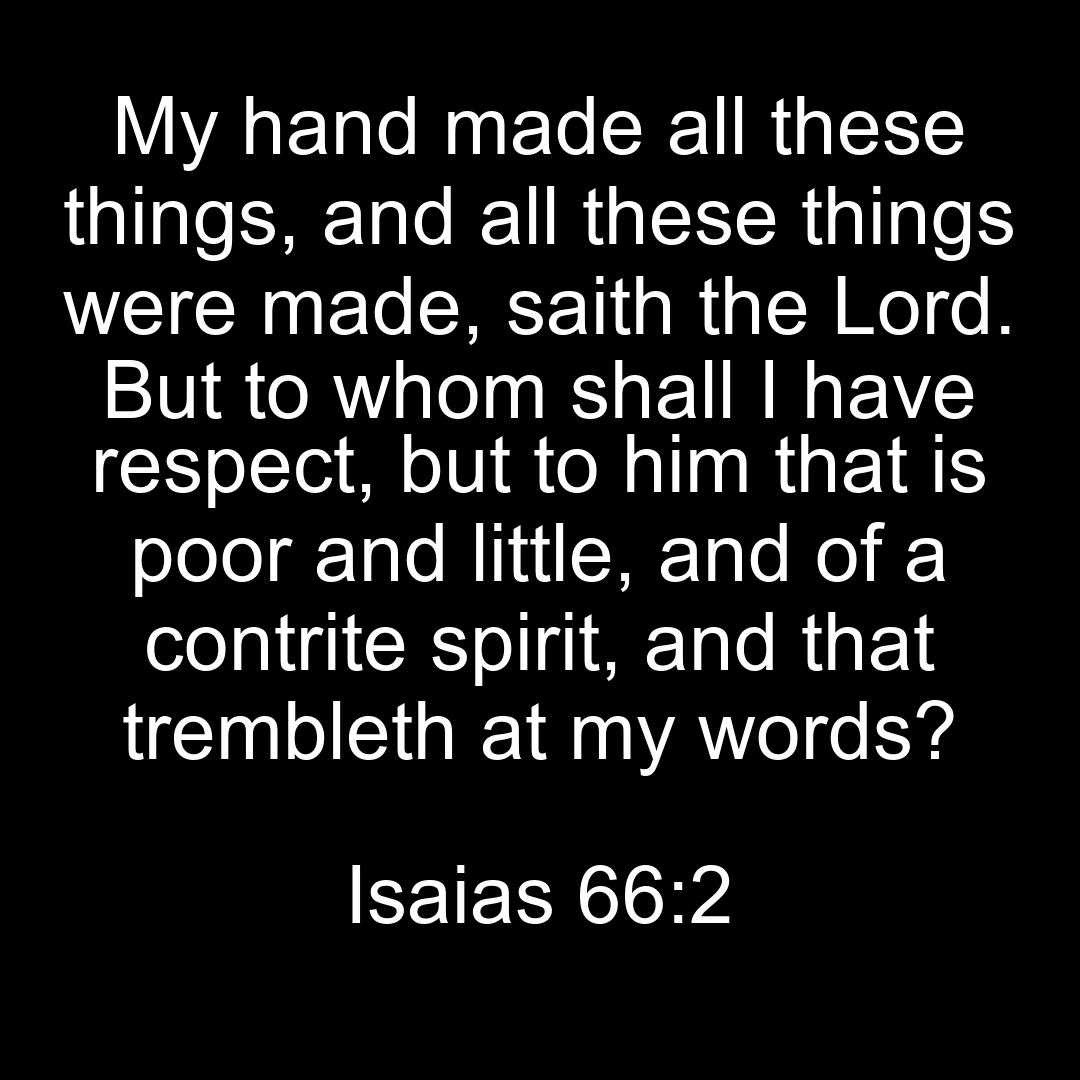 My hand made all these
things, and all these things
were made, saith the Lord.
But to whom shall I have
respect, but to him that is
poor and little, and of a
contrite spirit, and that
trembleth at my words?
Isaias 66:2